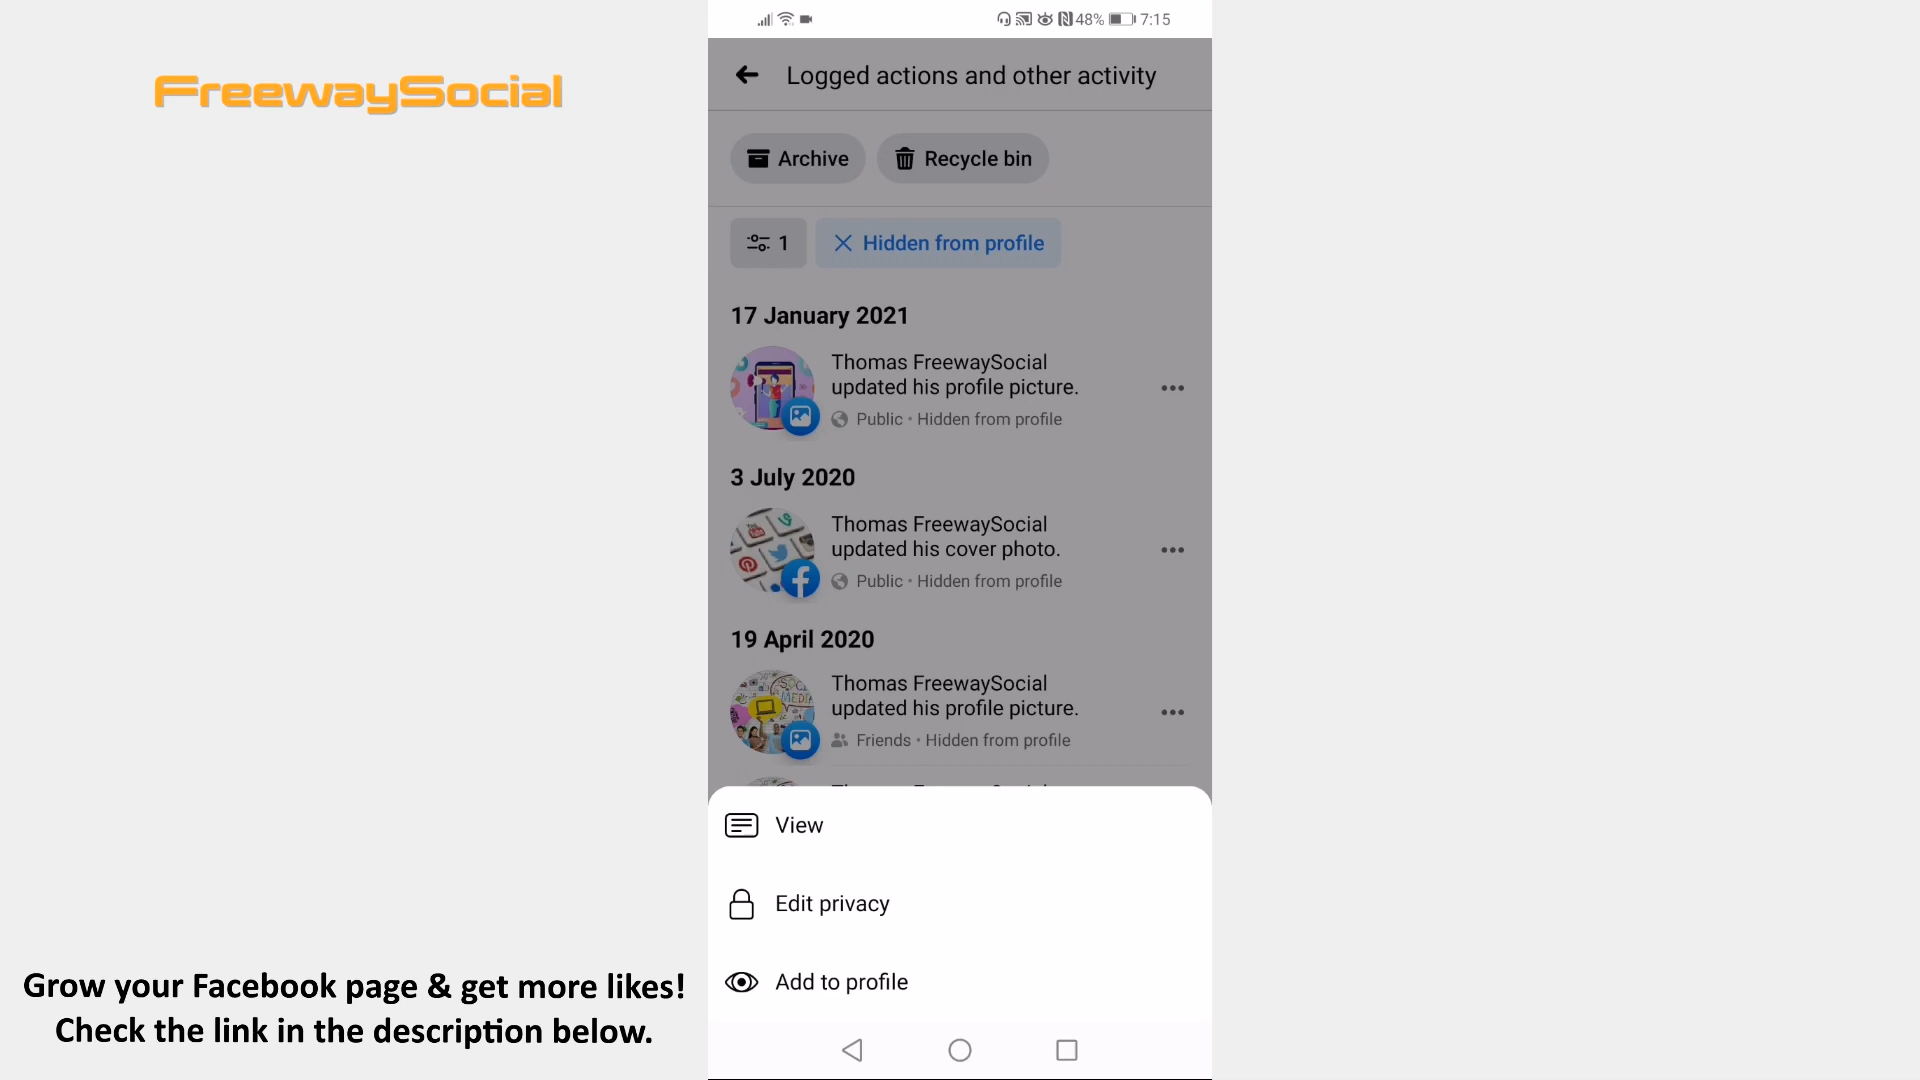 48% 7:15
FreewaySocial
Logged actions and other activity
Archive Recycle bin
1 Hidden from profile
17 January 2021
Thomas FreewaySocial
updated his profile picture.
Public • Hidden from profile
3 July 2020
Thomas FreewaySocial
updated his cover photo.
Public • Hidden from profile
19 April 2020
Thomas FreewaySocial
updated his profile picture.
Friends • Hidden from profile
View
Edit privacy
Add to profile
Grow your Facebook page & get more likes!
Check the link in the description below.